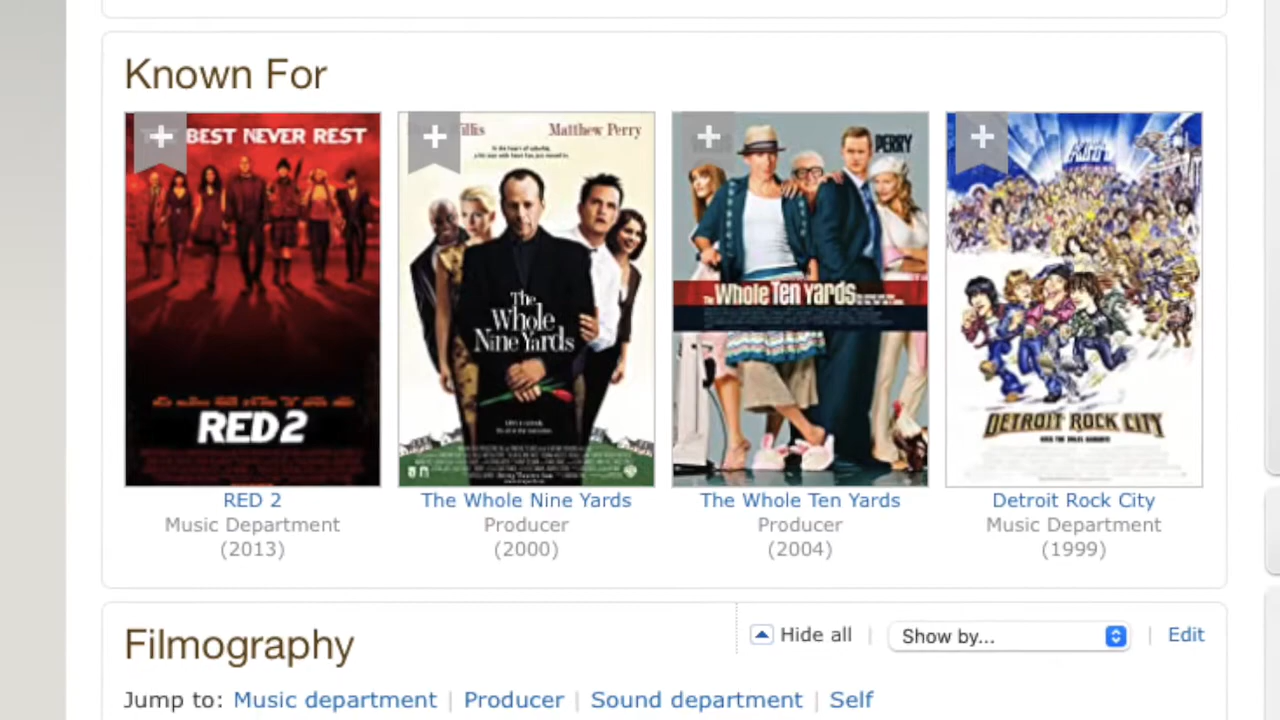 Known For
BEST NEVER REST
RED 2
Matthew Perry
The
Whole
Nine Yards
PERRY
The Whole Ten Yards
DETROIT ROCK CITY
RED 2
Music Department
(2013)
The Whole Nine Yards
Producer
(2000)
The Whole Ten Yards
Producer
(2004)
Detroit Rock City
Music Department
(1999)
Filmography
Hide all | Show by... | Edit
Jump to: Music department | Producer | Sound department | Self